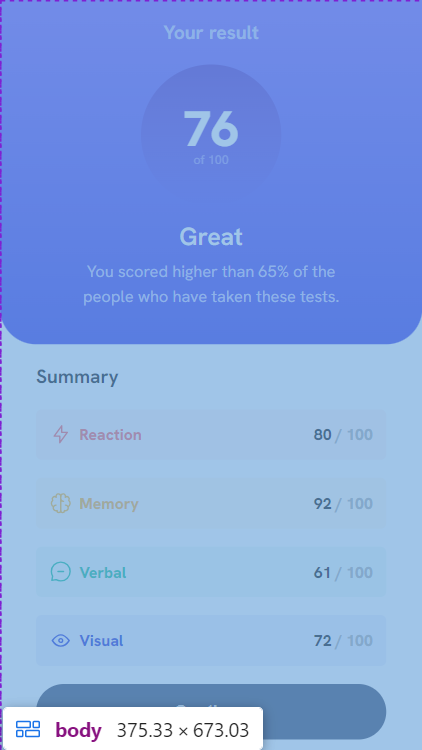 Your result
76
of 100
Great
You scored higher than 65% of the
people who have taken these tests.
Summary
Reaction 80 / 100
Memory 92 / 100
Verbal 61 / 100
Visual 72 / 100
body 375.33 × 673.03